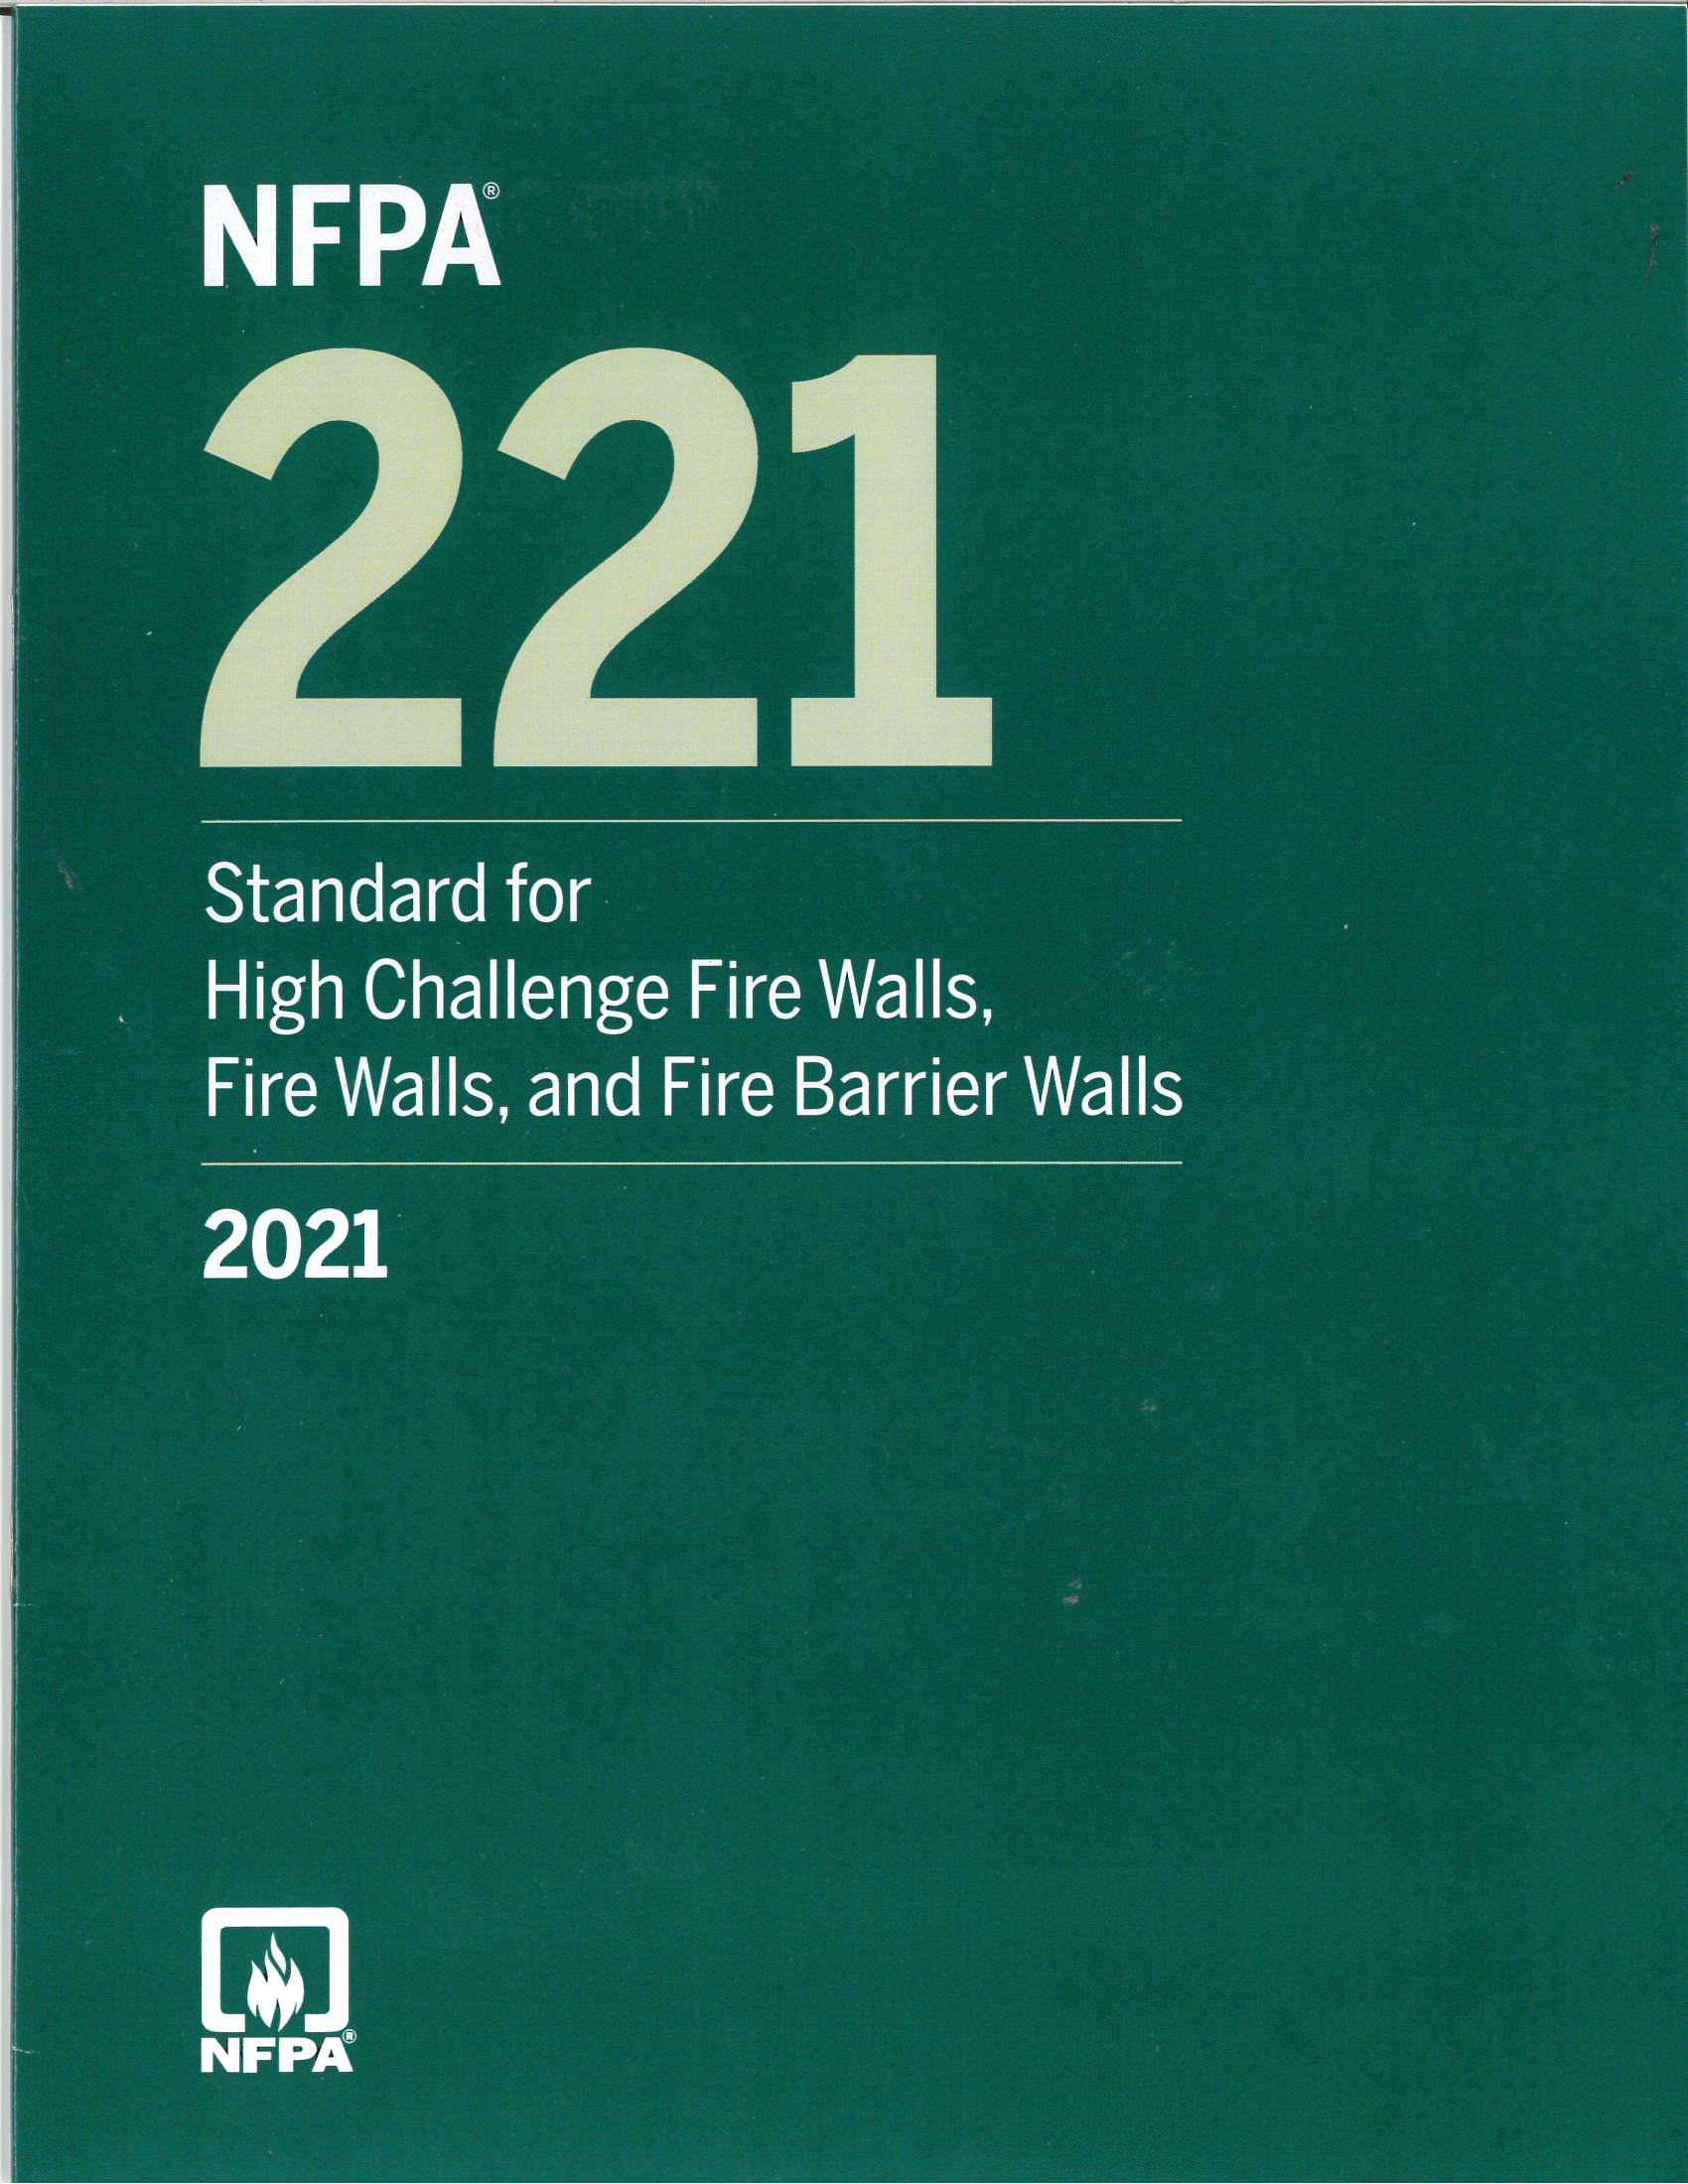 NFPA®
221
Standard for
High Challenge Fire Walls,
Fire Walls, and Fire Barrier Walls
2021
NFPA®